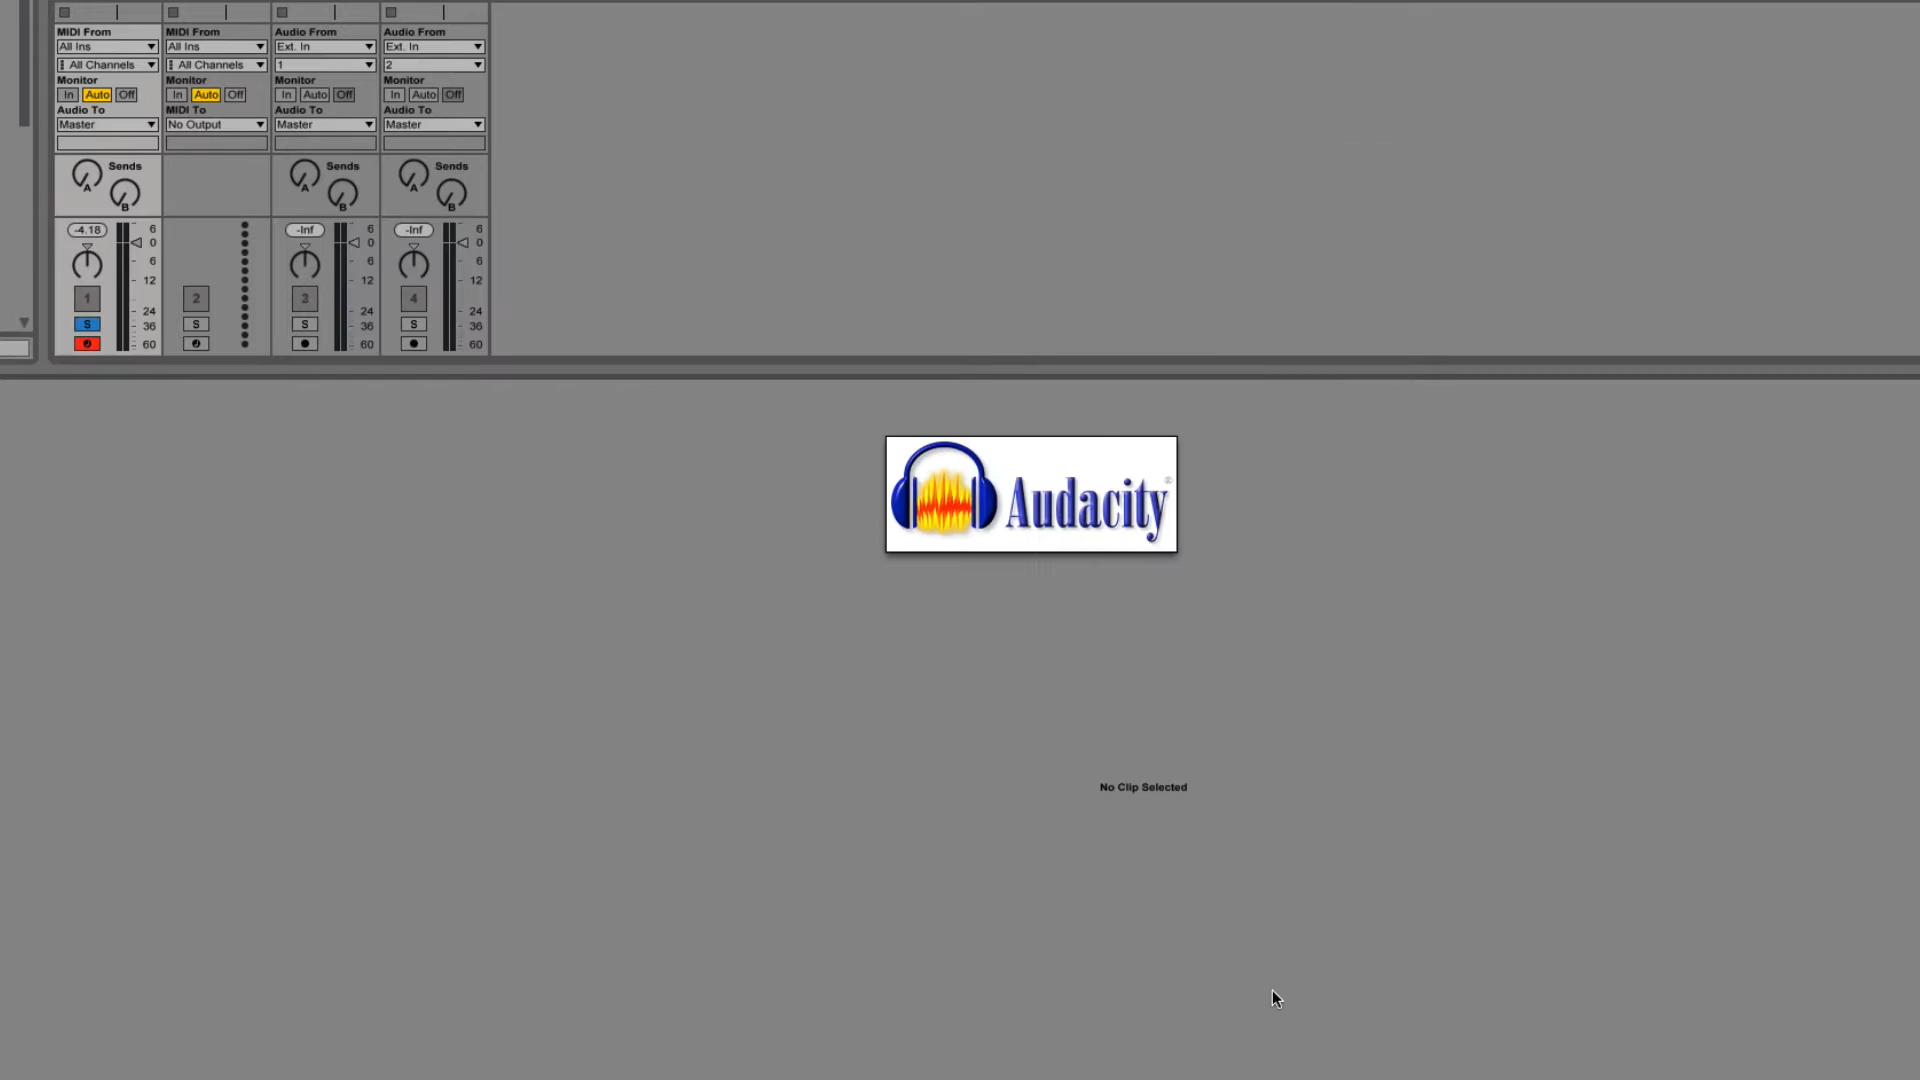 MIDI From MIDI From Audio From Audio From
All Ins All Ins Ext. In Ext. In
All Channels All Channels 1 2
Monitor Monitor Monitor Monitor
In Auto Off In Auto Off In Auto Off In Auto Off
Audio To MIDI To Audio To Audio To
Master No Output Master Master
Sends Sends Sends
A A A
B B B
-4.18 6 -Inf 6 -Inf 6
0 0 0
6 6 6
12 12 12
1 2 3 4
24 24 24
S 36 S S 36 S 36
60 60 60
Audacity®
No Clip Selected